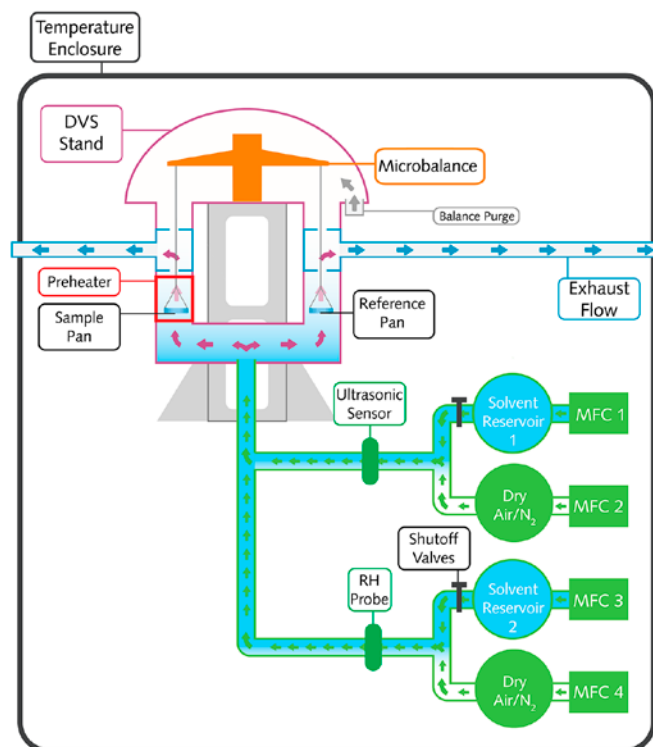 Temperature
Enclosure
DVS
Stand
Microbalance
Balance Purge
Preheater
Sample
Pan
Reference
Pan
Exhaust
Flow
Ultrasonic
Sensor
Solvent
Reservoir
1
MFC 1
Dry
Air/N₂
MFC 2
Shutoff
Valves
RH
Probe
Solvent
Reservoir
2
MFC 3
Dry
Air/N₂
MFC 4